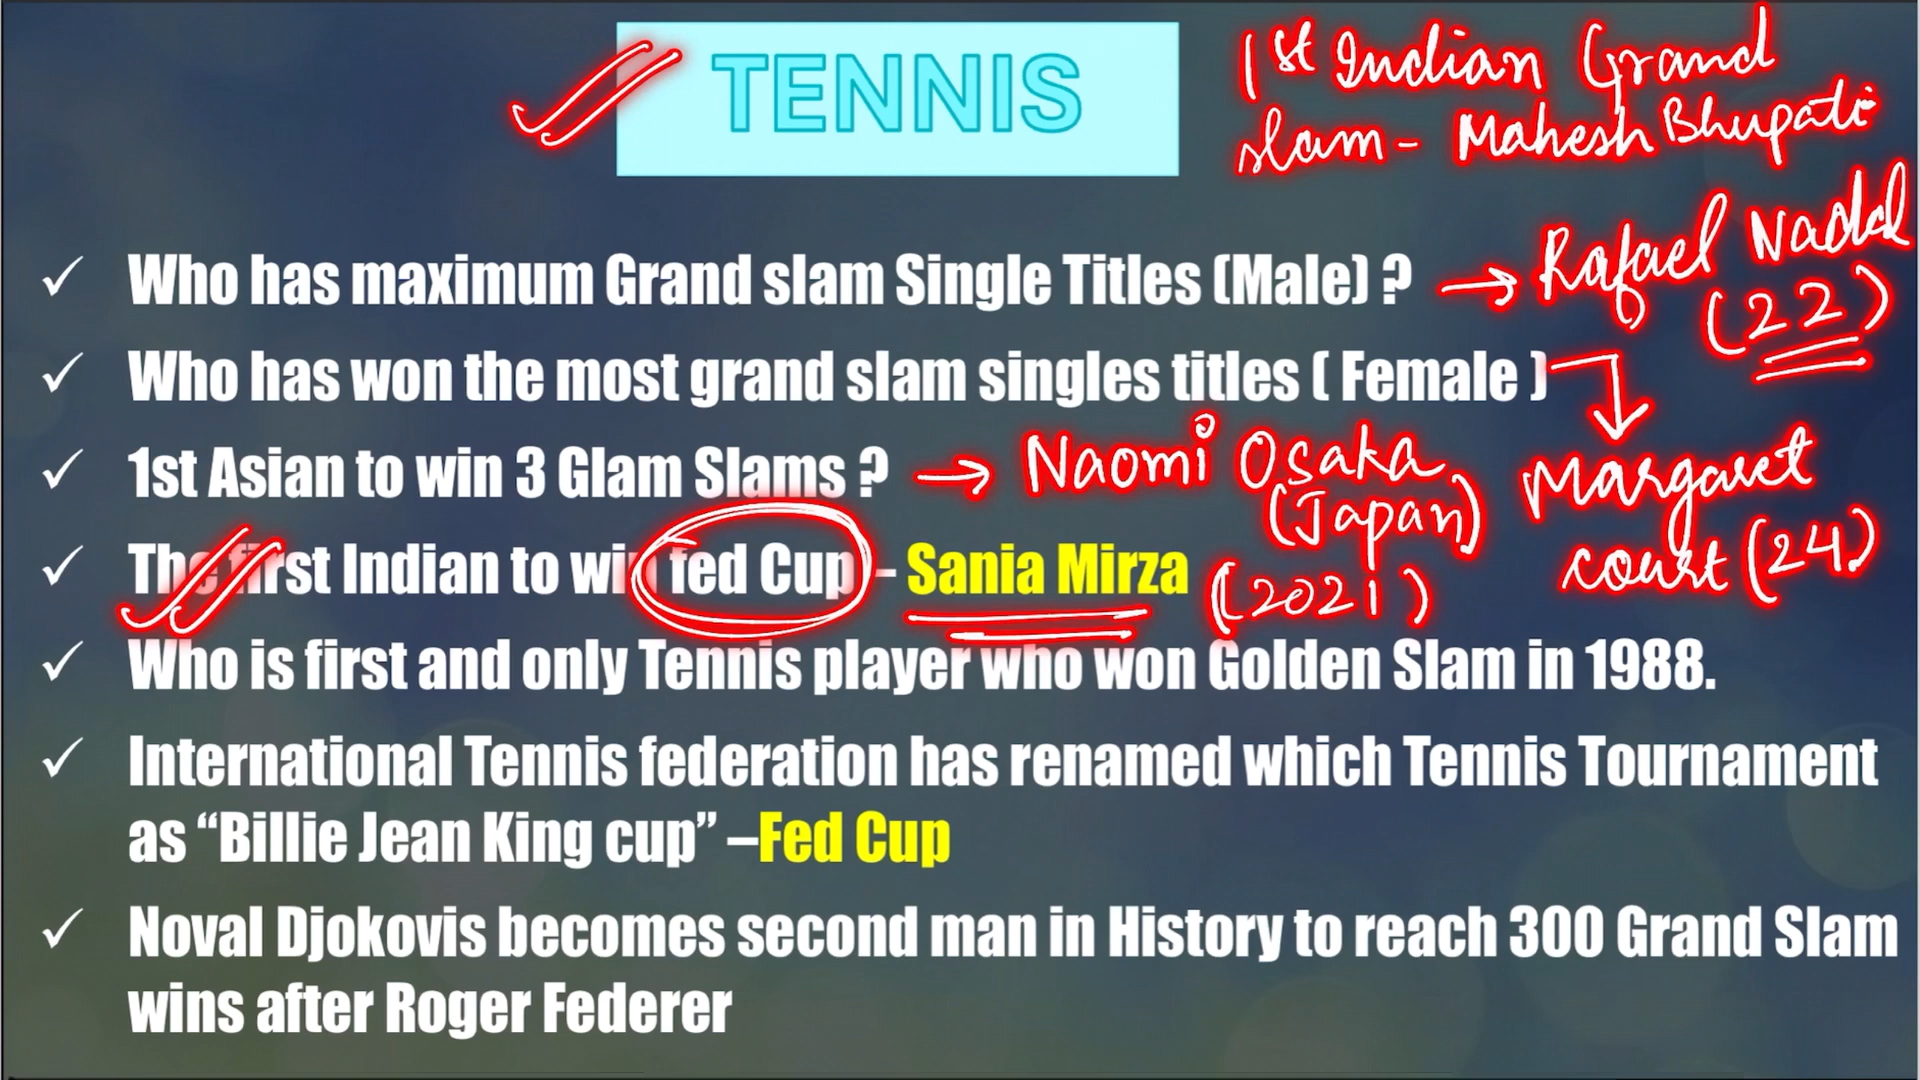 TENNIS
1st Indian Grand
slam - Mahesh Bhupati
✓ Who has maximum Grand slam Single Titles (Male) ? → Rafael Nadal
(22)
✓ Who has won the most grand slam singles titles ( Female )
Margaret
court (24)
✓ 1st Asian to win 3 Glam Slams ? → Naomi Osaka
(Japan)
(2021)
✓ The first Indian to win fed Cup - Sania Mirza
✓ Who is first and only Tennis player who won Golden Slam in 1988.
✓ International Tennis federation has renamed which Tennis Tournament
as “Billie Jean King cup” –Fed Cup
✓ Noval Djokovis becomes second man in History to reach 300 Grand Slam
wins after Roger Federer